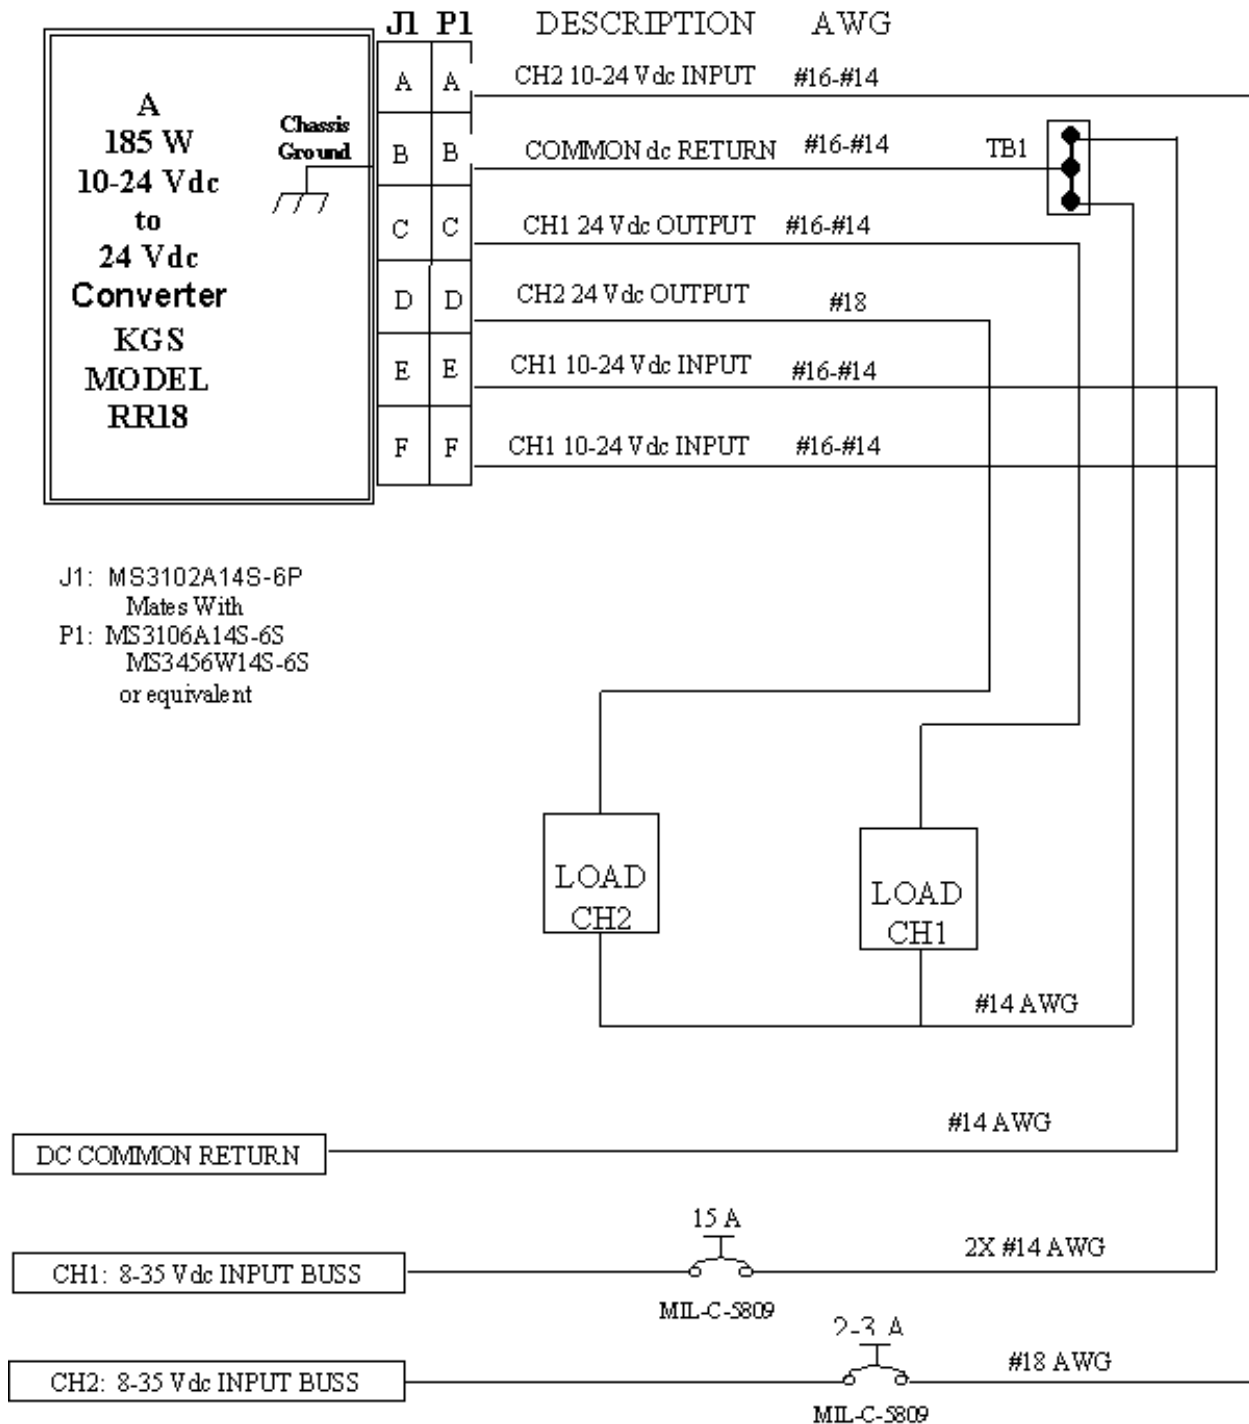 J1 P1 DESCRIPTION AWG
A
185 W
10-24 Vdc
to
24 Vdc
Converter
KGS
MODEL
RR18
Chassis
Ground
A A CH2 10-24 Vdc INPUT #16-#14
B B COMMON dc RETURN #16-#14
TB1
C C CH1 24 Vdc OUTPUT #16-#14
D D CH2 24 Vdc OUTPUT #18
E E CH1 10-24 Vdc INPUT #16-#14
F F CH1 10-24 Vdc INPUT #16-#14
J1: MS3102A14S-6P
Mates With
P1: MS3106A14S-6S
MS3456W14S-6S
or equivalent
LOAD
CH2
LOAD
CH1
#14 AWG
#14 AWG
DC COMMON RETURN
15 A
2X #14 AWG
CH1: 8-35 Vdc INPUT BUSS
MIL-C-5809
2-3 A
#18 AWG
CH2: 8-35 Vdc INPUT BUSS
MIL-C-5809